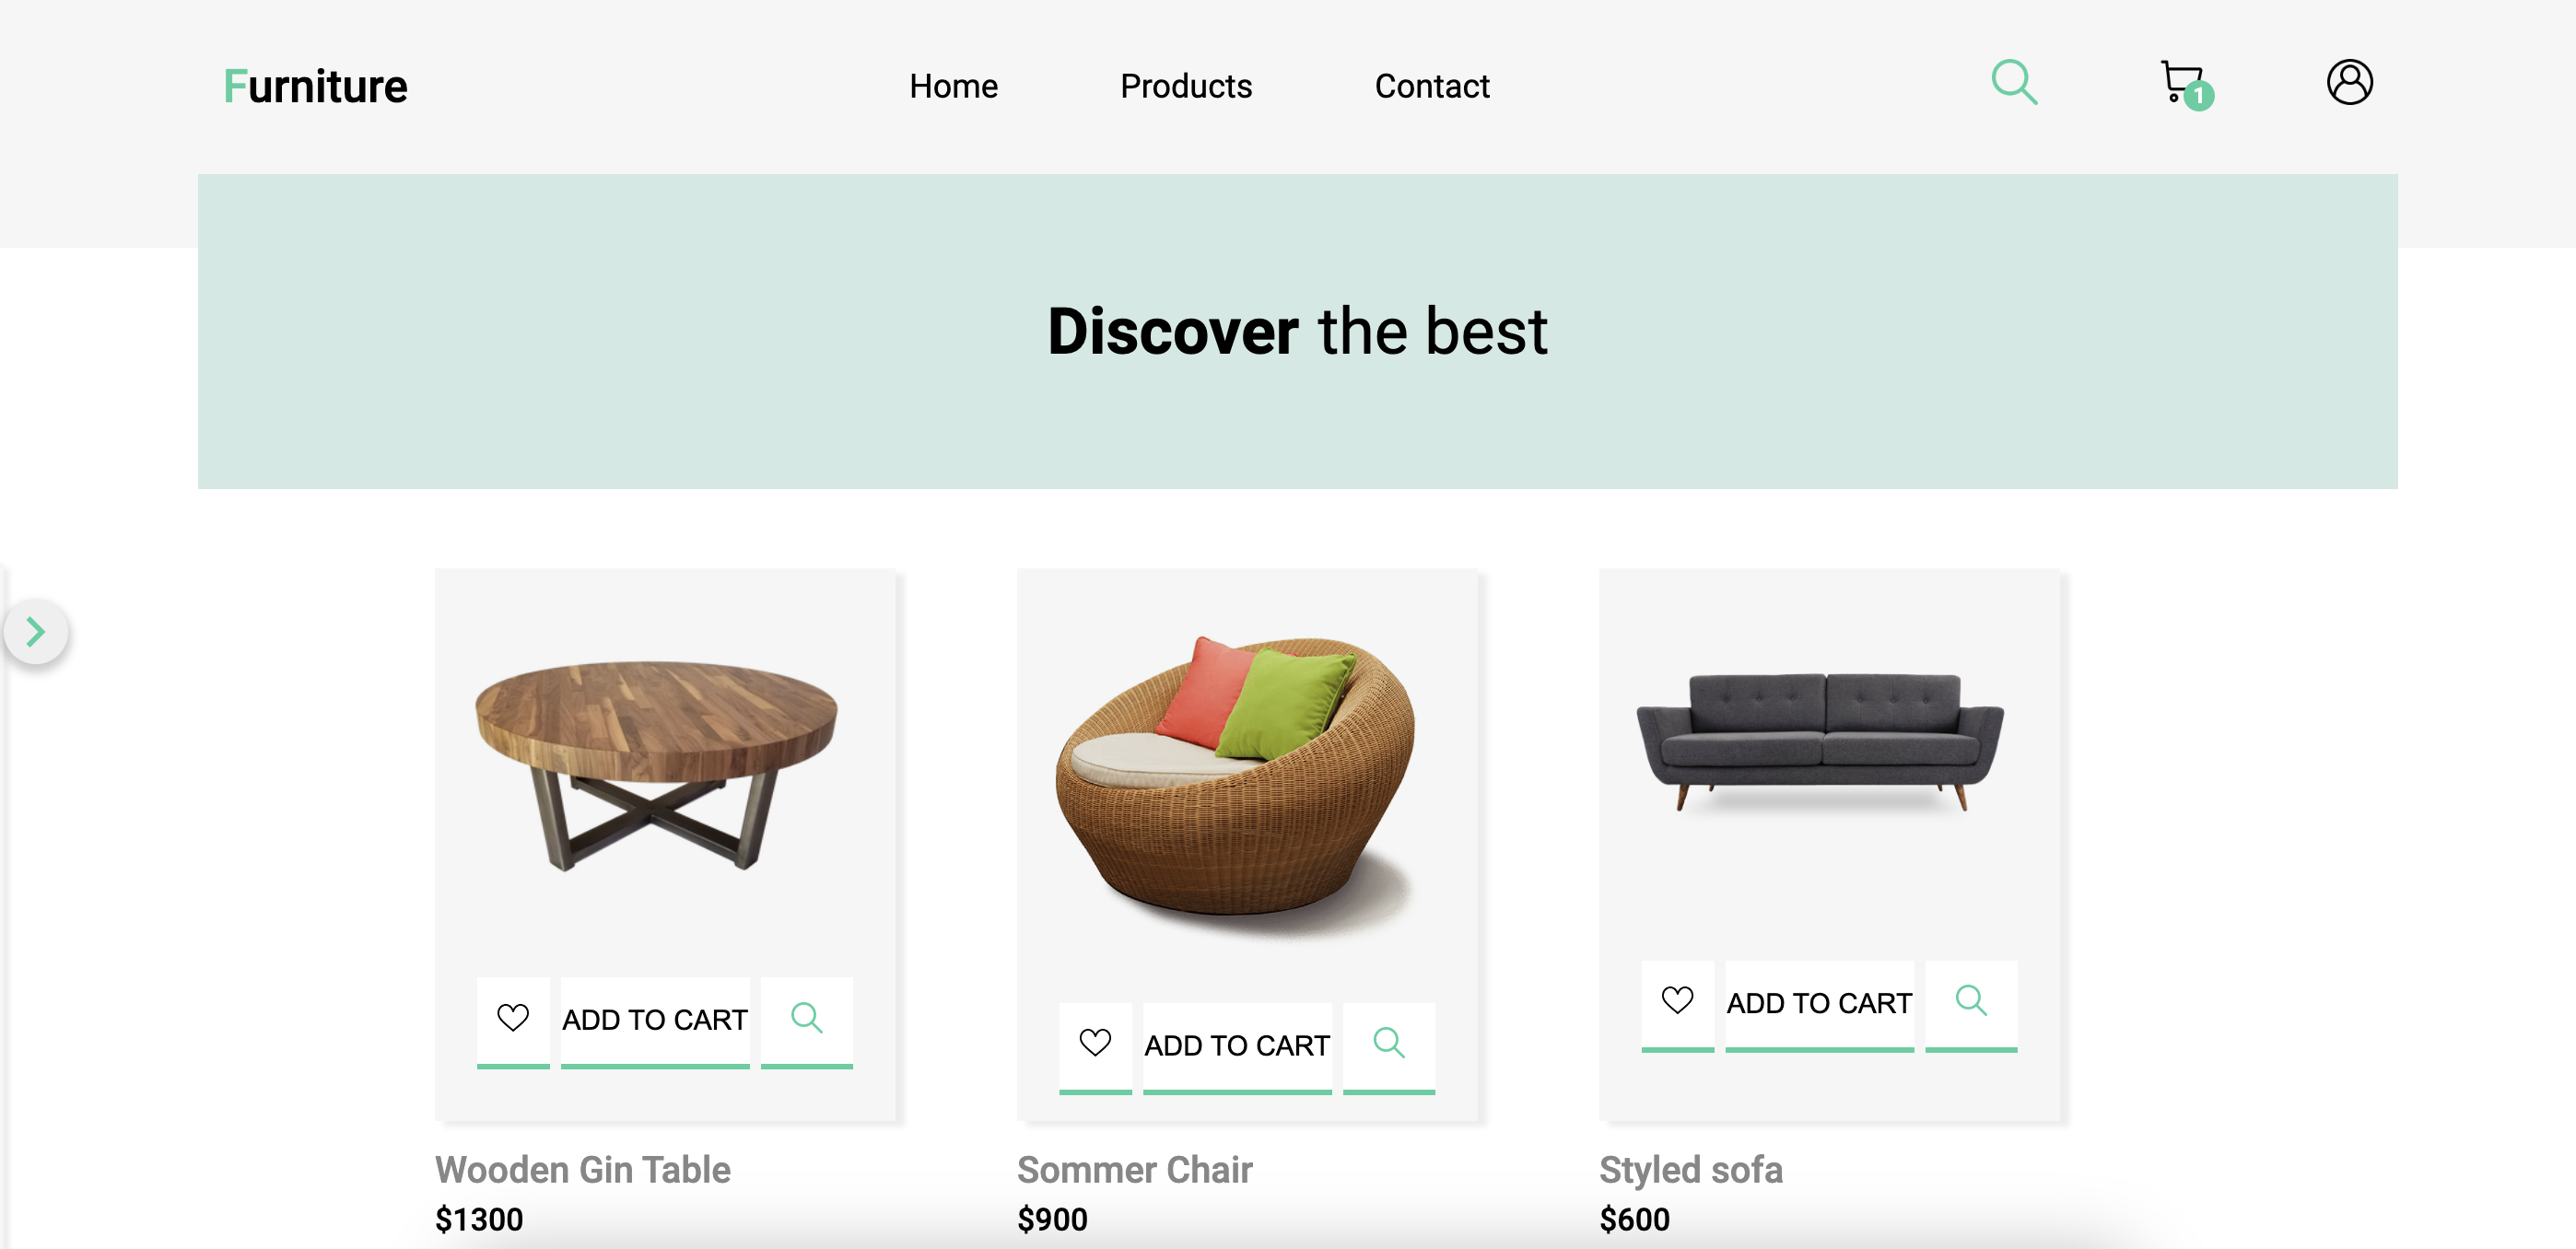 Furniture
Home
Products
Contact
1
Discover the best
ADD TO CART
ADD TO CART
ADD TO CART
Wooden Gin Table
$1300
Sommer Chair
$900
Styled sofa
$600